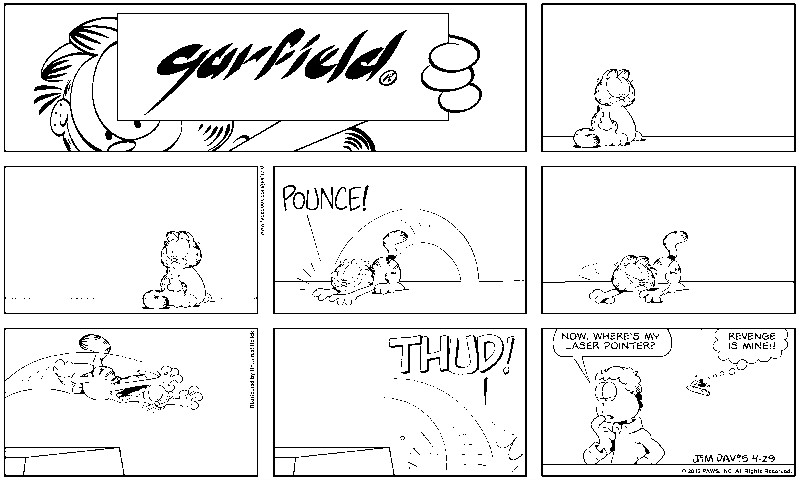 garfield®
POUNCE!
THUD!
NOW, WHERE'S MY
LASER POINTER?
REVENGE
IS MINE!!
JIM DAVIS 4-29
© 2012 PAWS, INC. All Rights Reserved.